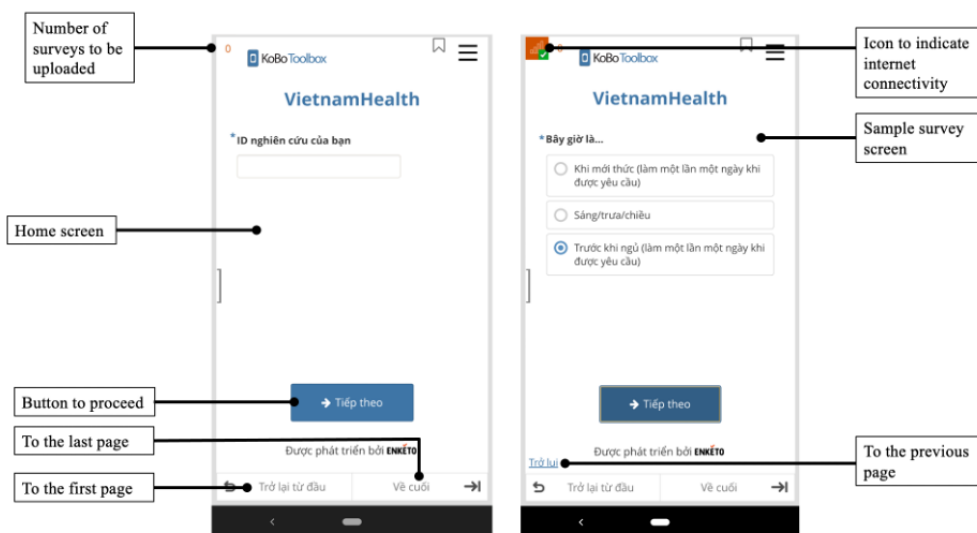 Number of
surveys to be
uploaded
Home screen
Button to proceed
To the last page
To the first page
0
KoBoToolbox
VietnamHealth
*ID nghiên cứu của bạn
Tiếp theo
Được phát triển bởi ENKETO
Trở lại từ đầu
Về cuối
0
KoBoToolbox
VietnamHealth
*Bây giờ là...
Khi mới thức (làm một lần một ngày khi
được yêu cầu)
Sáng/trưa/chiều
Trước khi ngủ (làm một lần một ngày khi
được yêu cầu)
Tiếp theo
Được phát triển bởi ENKETO
Trở lui
Trở lại từ đầu
Về cuối
Icon to indicate
internet
connectivity
Sample survey
screen
To the previous
page